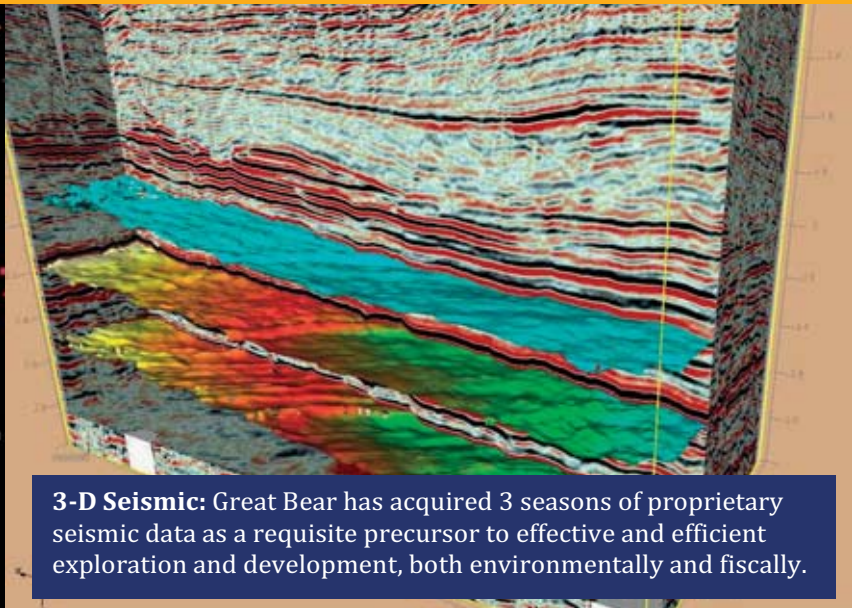 3-D Seismic: Great Bear has acquired 3 seasons of proprietary
seismic data as a requisite precursor to effective and efficient
exploration and development, both environmentally and fiscally.